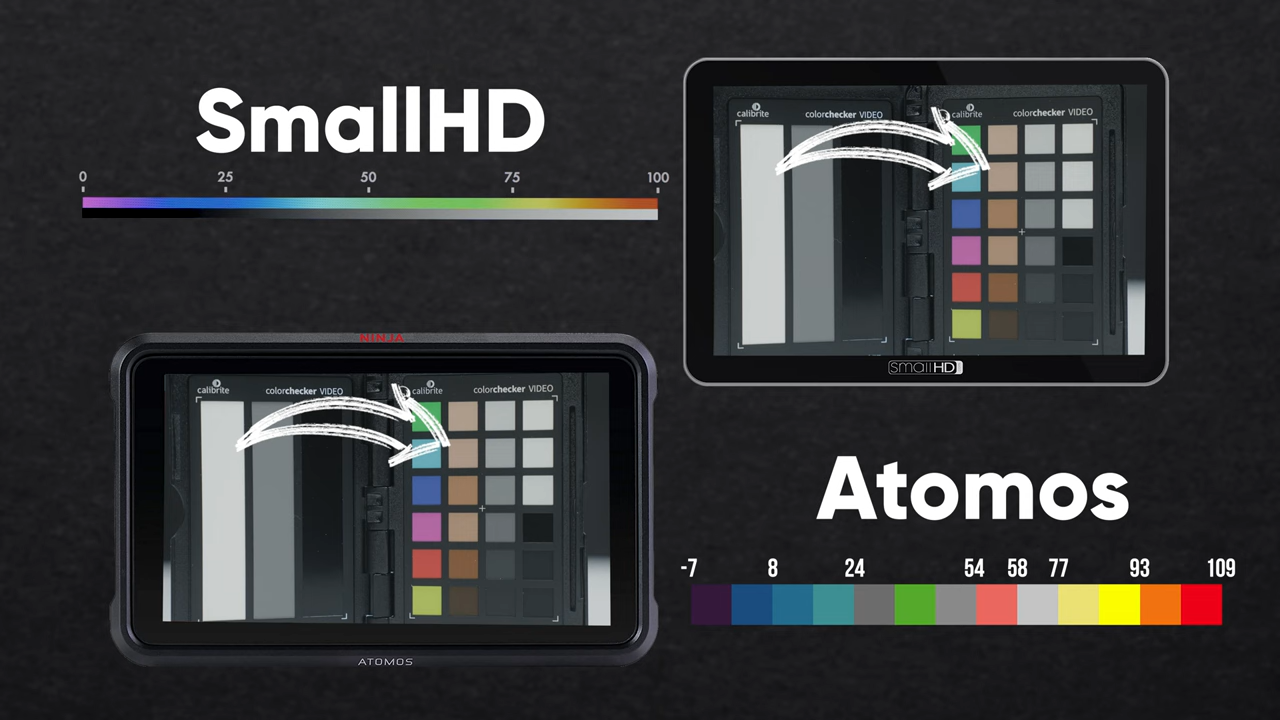 SmallHD
0 25 50 75 100
calibrite colorchecker VIDEO calibrite colorchecker VIDEO
smallHD
NINJA
calibrite colorchecker VIDEO calibrite colorchecker VIDEO
ATOMOS
Atomos
-7 8 24 54 58 77 93 109